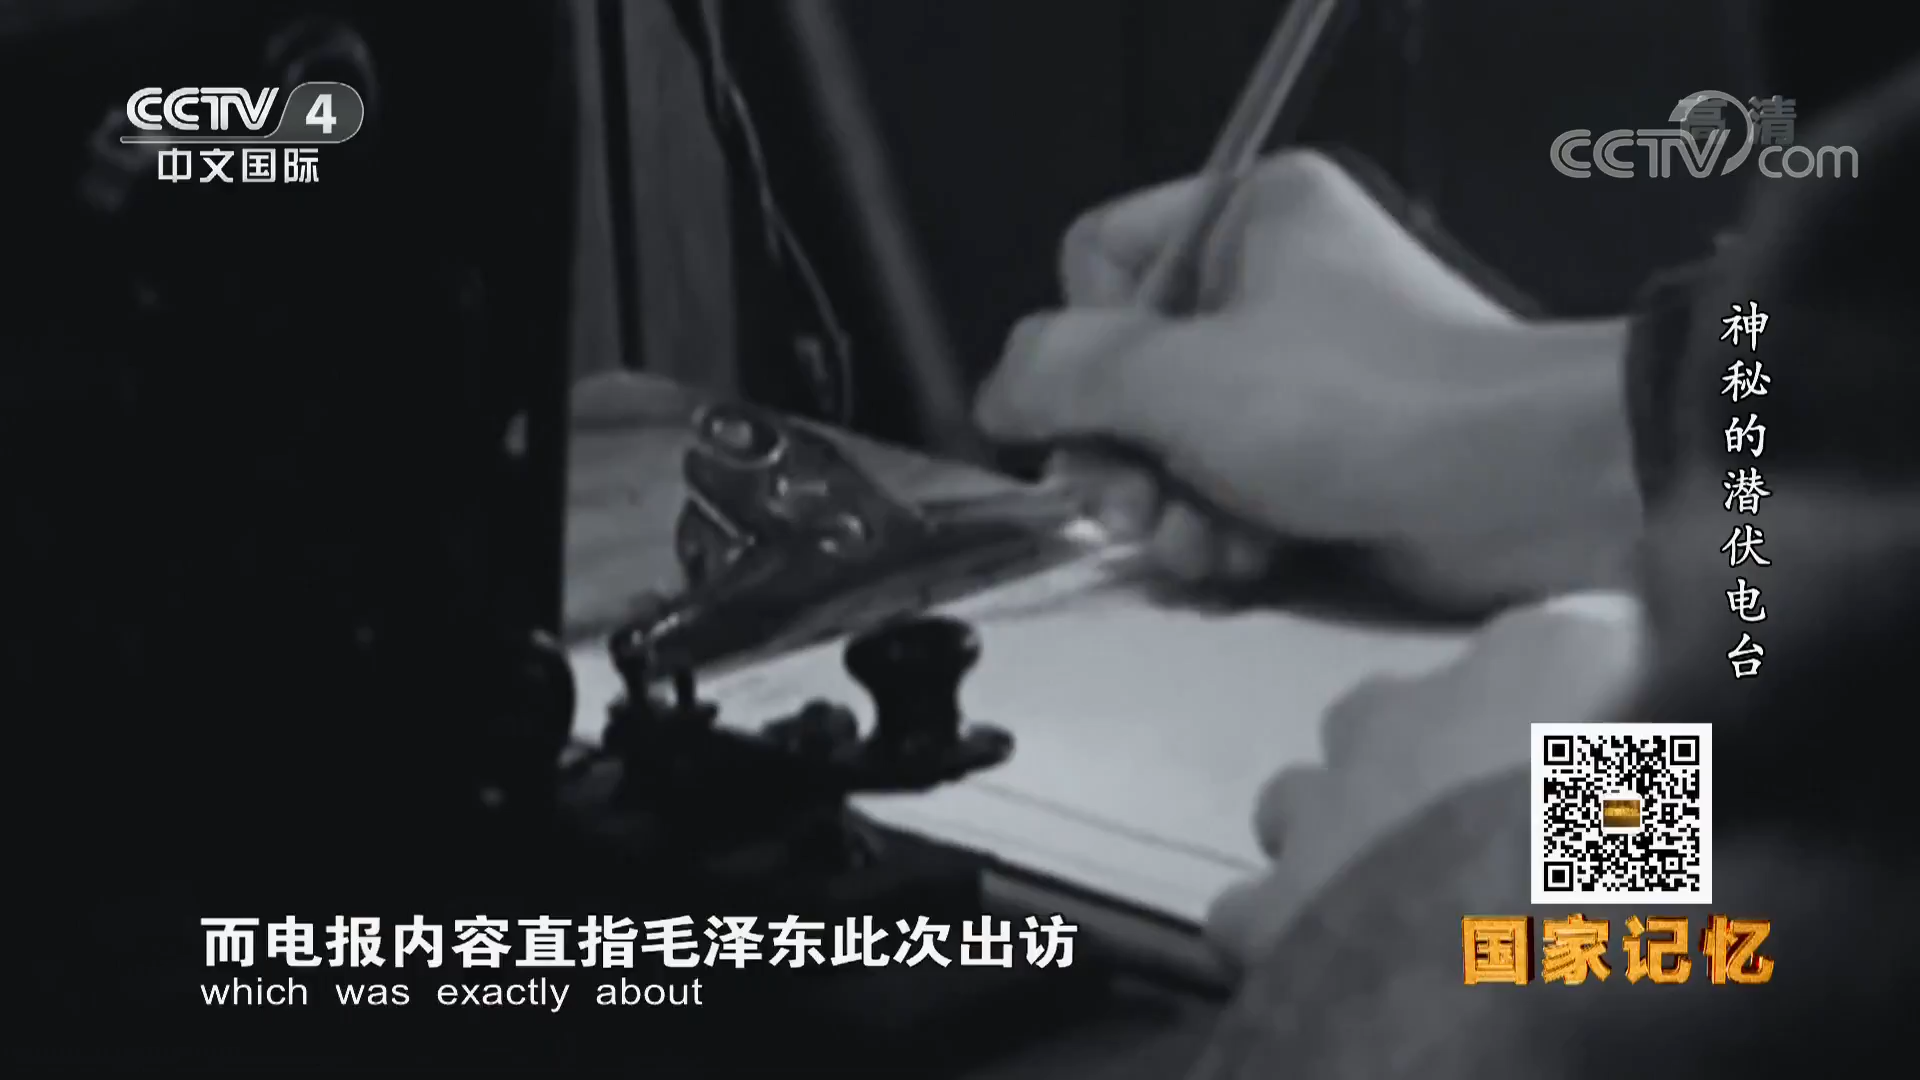 CCTV 4
中文国际
高清
CCTV com
神秘的潜伏电台
而电报内容直指毛泽东此次出访
which was exactly about
国家记忆